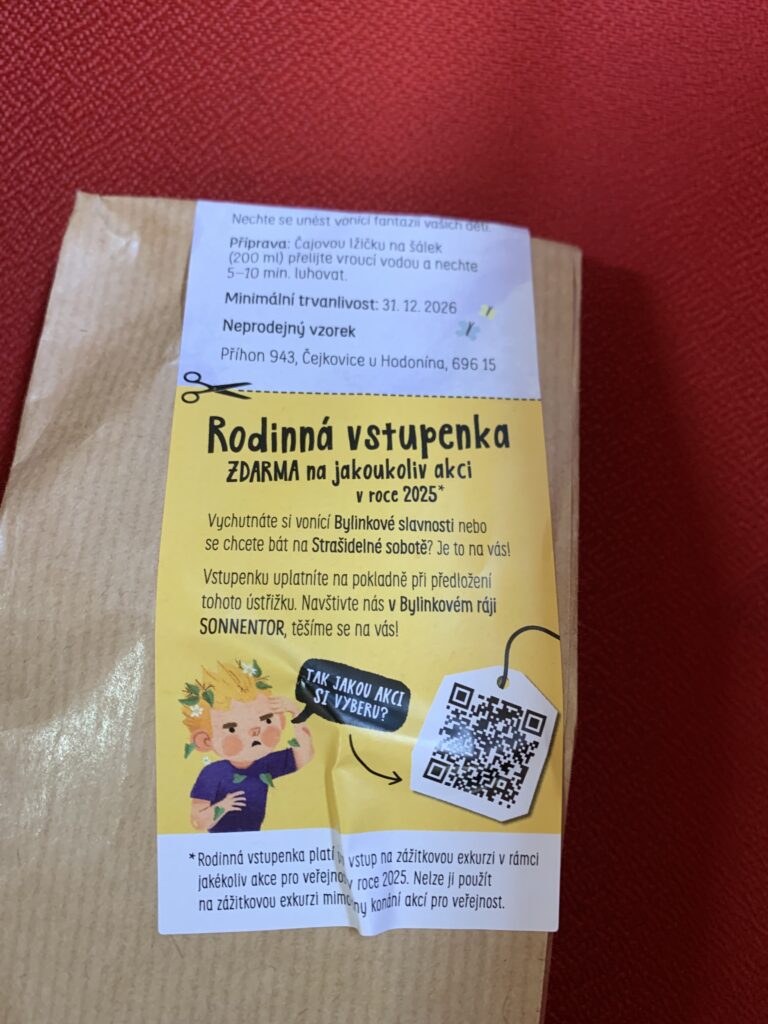 Nechte se unést vonící fantazií vašich dětí.
Příprava: Čajovou lžičku na šálek
(200 ml) přelijte vroucí vodou a nechte
5–10 min. luhovat.
Minimální trvanlivost: 31. 12. 2026
Neprodejný vzorek
Příhon 943, Čejkovice u Hodonína, 696 15
Rodinná vstupenka
ZDARMA na jakoukoliv akci
v roce 2025*
Vychutnáte si vonící Bylinkové slavnosti nebo
se chcete bát na Strašidelné sobotě? Je to na vás!
Vstupenku uplatníte na pokladně při předložení
tohoto ústřižku. Navštivte nás v Bylinkovém ráji
SONNENTOR, těšíme se na vás!
TAK JAKOU AKCI
SI VYBERU?
*Rodinná vstupenka platí vstup na zážitkovou exkurzi v rámci
jakékoliv akce pro veřejnost v roce 2025. Nelze ji použít
na zážitkovou exkurzi mimo konání akcí pro veřejnost.